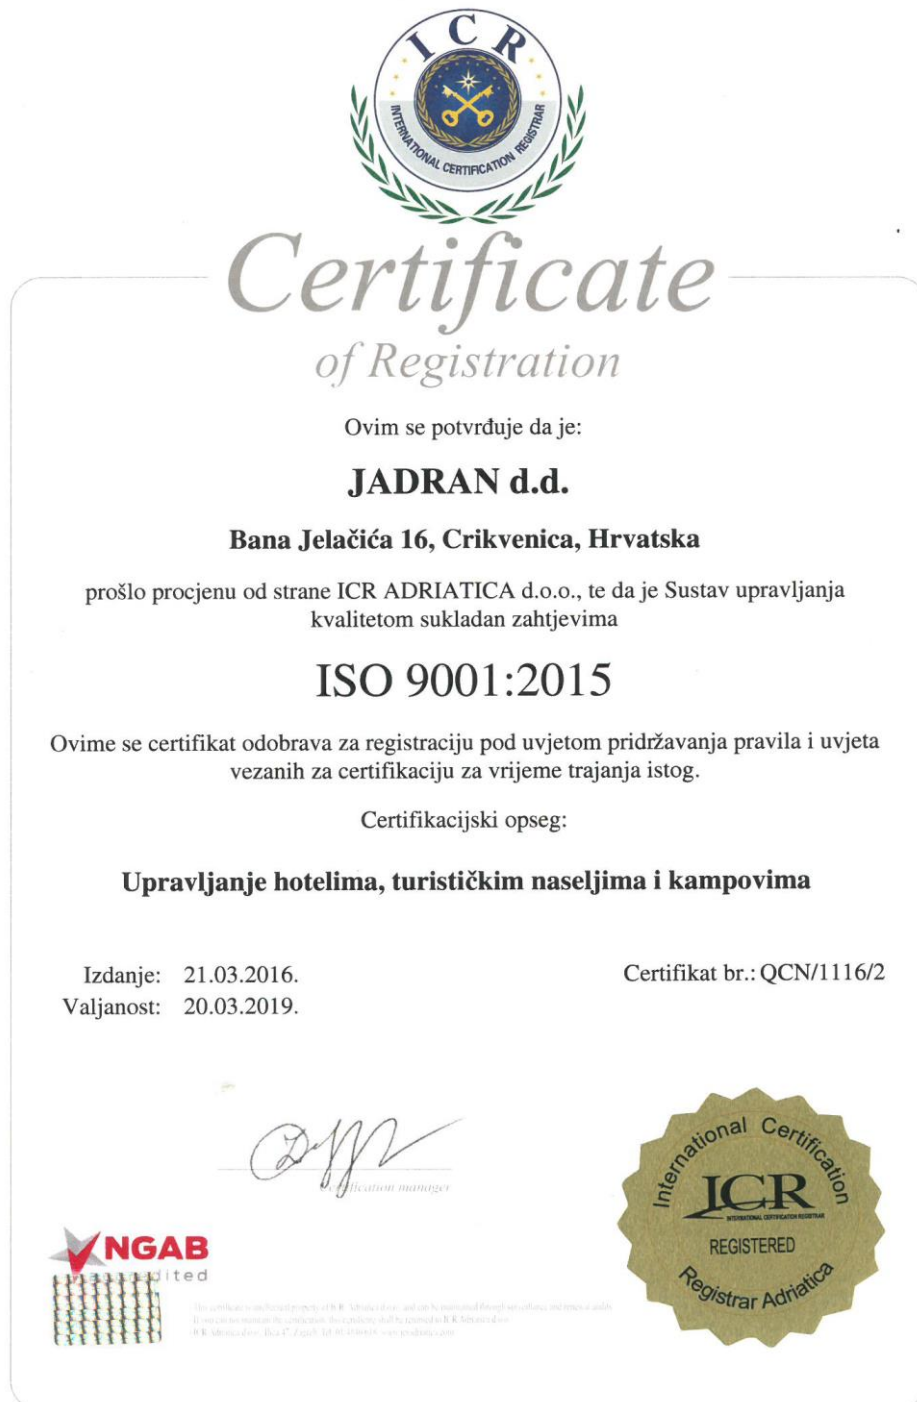 ICR
INTERNATIONAL CERTIFICATION REGISTRAR
Certificate
of Registration
Ovim se potvrđuje da je:
JADRAN d.d.
Bana Jelačića 16, Crikvenica, Hrvatska
prošlo procjenu od strane ICR ADRIATICA d.o.o., te da je Sustav upravljanja
kvalitetom sukladan zahtjevima
ISO 9001:2015
Ovime se certifikat odobrava za registraciju pod uvjetom pridržavanja pravila i uvjeta
vezanih za certifikaciju za vrijeme trajanja istog.
Certifikacijski opseg:
Upravljanje hotelima, turističkim naseljima i kampovima
Izdanje: 21.03.2016.
Certifikat br.: QCN/1116/2
Valjanost: 20.03.2019.
Certification manager
International Certification
ICR
INTERNATIONAL CERTIFICATION REGISTRAR
REGISTERED
Registrar Adriatica
NGAB
accredited